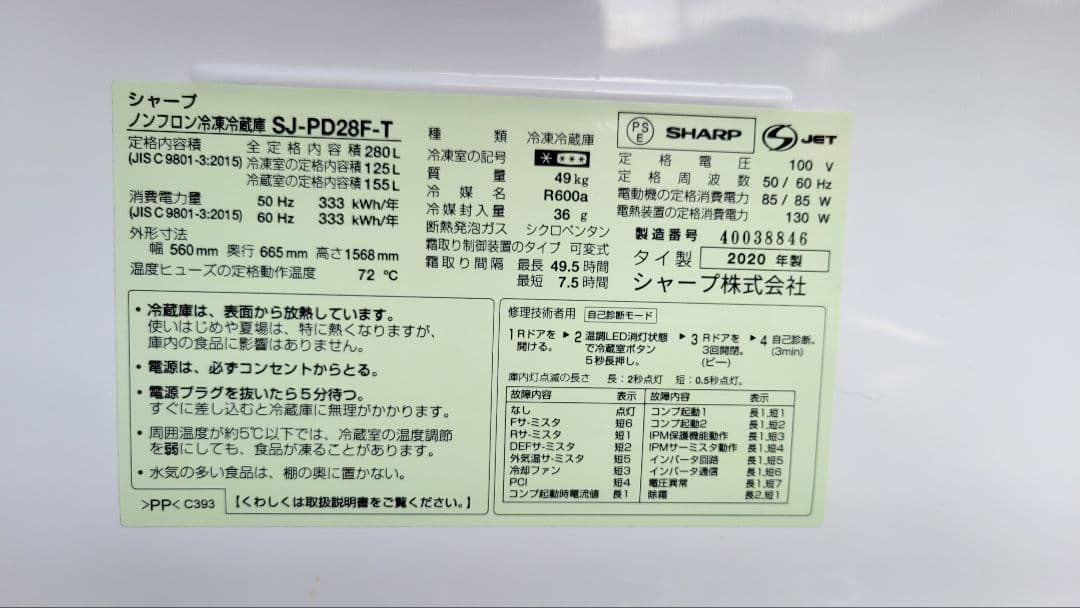 シャープ
ノンフロン冷凍冷蔵庫 SJ-PD28F-T
定格内容積 全定格内容積 280L
(JIS C 9801-3:2015) 冷凍室の定格内容積 125L
冷蔵室の定格内容積 155L
消費電力量 50 Hz 333 kWh/年
(JIS C 9801-3:2015) 60 Hz 333 kWh/年
外形寸法
幅 560mm 奥行 665mm 高さ 1568mm
温度ヒューズの定格動作温度 72 ℃
種類 冷凍冷蔵庫
冷凍室の記号 ＊ ＊＊＊
質量 49kg
冷媒名 R600a
冷媒封入量 36 g
断熱発泡ガス シクロペンタン
霜取り制御装置のタイプ 可変式
霜取り間隔 最長 49.5 時間
最短 7.5 時間
PSE SHARP S JET
定格電圧 100 V
定格周波数 50/60 Hz
電動機の定格消費電力 85/85 W
電熱装置の定格消費電力 130 W
製造番号 40038846
タイ製 2020 年製
シャープ株式会社
・冷蔵庫は、表面から放熱しています。
使いはじめや夏場は、特に熱くなりますが、
庫内の食品に影響はありません。
・電源は、必ずコンセントからとる。
・電源プラグを抜いたら５分待つ。
すぐに差し込むと冷蔵庫に無理がかかります。
・周囲温度が約5℃以下では、冷蔵室の温度調節
を弱にしても、食品が凍ることがあります。
・水気の多い食品は、棚の奥に置かない。
>PP< C393 【くわしくは取扱説明書をご覧ください。】
修理技術者用 自己診断モード
1 Rドアを開ける。 ▶ 2 温調LED消灯状態で冷蔵室ボタン5秒長押し。 ▶ 3 Rドアを3回開閉。(ピー) ▶ 4 自己診断。(3min)
庫内灯点滅の長さ 長：2秒点灯 短：0.5秒点灯。
故障内容 表示 故障内容 表示
なし 点灯 コンプ起動1 長1,短1
Fサーミスタ 短6 コンプ起動2 長1,短2
Rサーミスタ 短1 IPM保護機能動作 長1,短3
DEFサーミスタ 短2 IPMサーミスタ動作 長1,短4
外気温サーミスタ 短5 インバータ回路 長1,短5
冷却ファン 短3 インバータ通信 長1,短6
PCI 短4 電圧異常 長1,短7
コンプ起動時電流値 長1 除霜 長2,短1